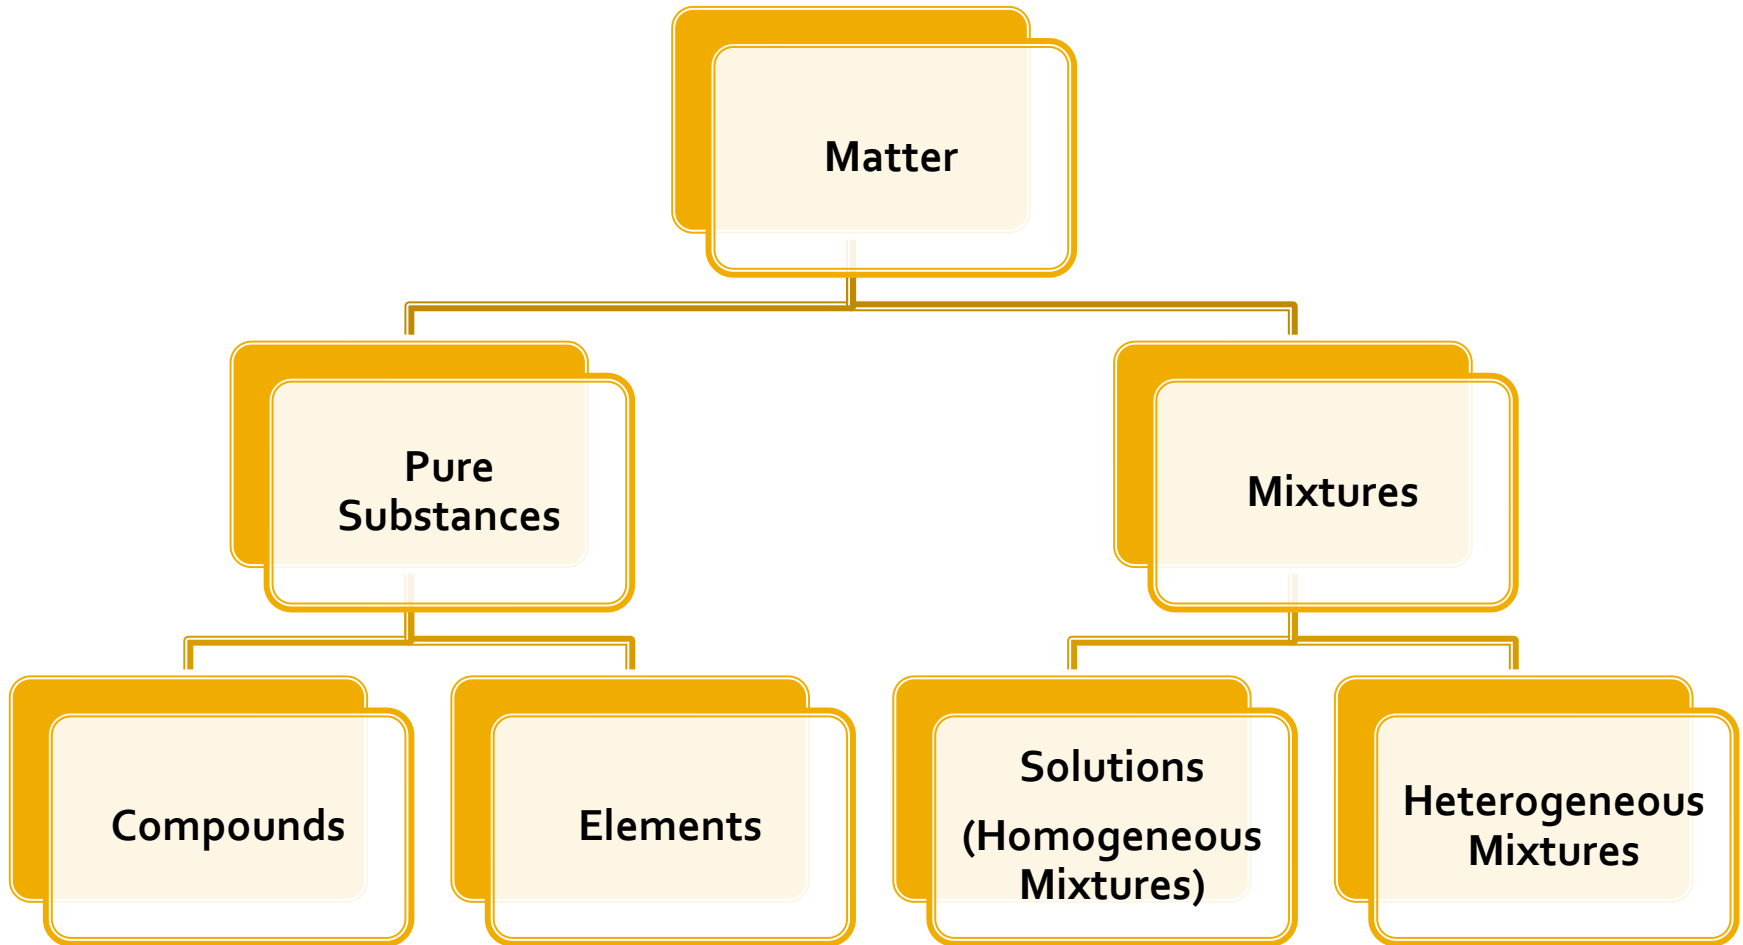 Matter
Pure
Substances
Mixtures
Compounds
Elements
Solutions
(Homogeneous
Mixtures)
Heterogeneous
Mixtures